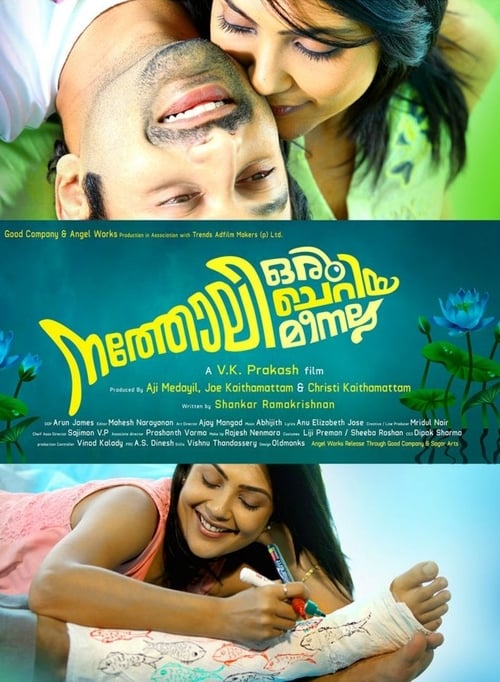 Good Company & Angel Works Production in Association with Trends Adfilm Makers (p) Ltd.
നത്തോലി ഒരു ചെറിയ മീനല്ല
A V.K. Prakash film
Produced By Aji Medayil, Joe Kaithamattam & Christi Kaithamattam
Written by Shankar Ramakrishnan
DOP Arun James Editor Mahesh Narayanan Art Director Ajay Mangad Music Abhijith Lyrics Anu Elizabeth Jose Creative / Line Producer Mridul Nair
Chief Asso Director Sajimon V.P Associate director Prashanth Varma Make Up Rajesh Nenmara Costumes Liji Preman / Sheeba Roshan CEO Dipak Sharma
production Controller Vinod Kalady PRO A.S. Dinesh Stills Vishnu Thandassery Design Oldmonks Angel Works Release Through Good Company & Sagar Arts